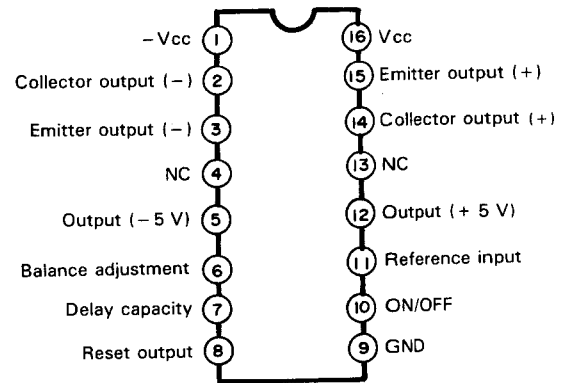 -Vcc 1
16 Vcc
Collector output (-) 2
15 Emitter output (+)
Emitter output (-) 3
14 Collector output (+)
NC 4
13 NC
Output (-5 V) 5
12 Output (+ 5 V)
Balance adjustment 6
11 Reference input
Delay capacity 7
10 ON/OFF
Reset output 8
9 GND